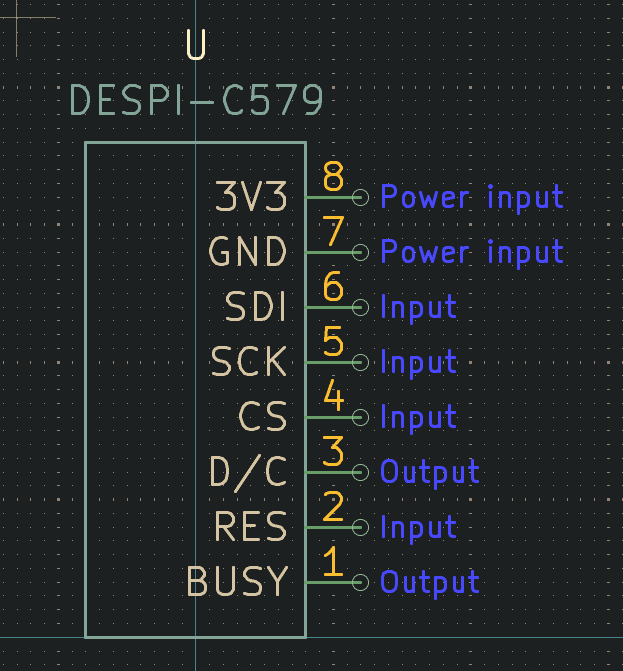 U
DESPI-C579
3V3 8 Power input
GND 7 Power input
SDI 6 Input
SCK 5 Input
CS 4 Input
D/C 3 Output
RES 2 Input
BUSY 1 Output